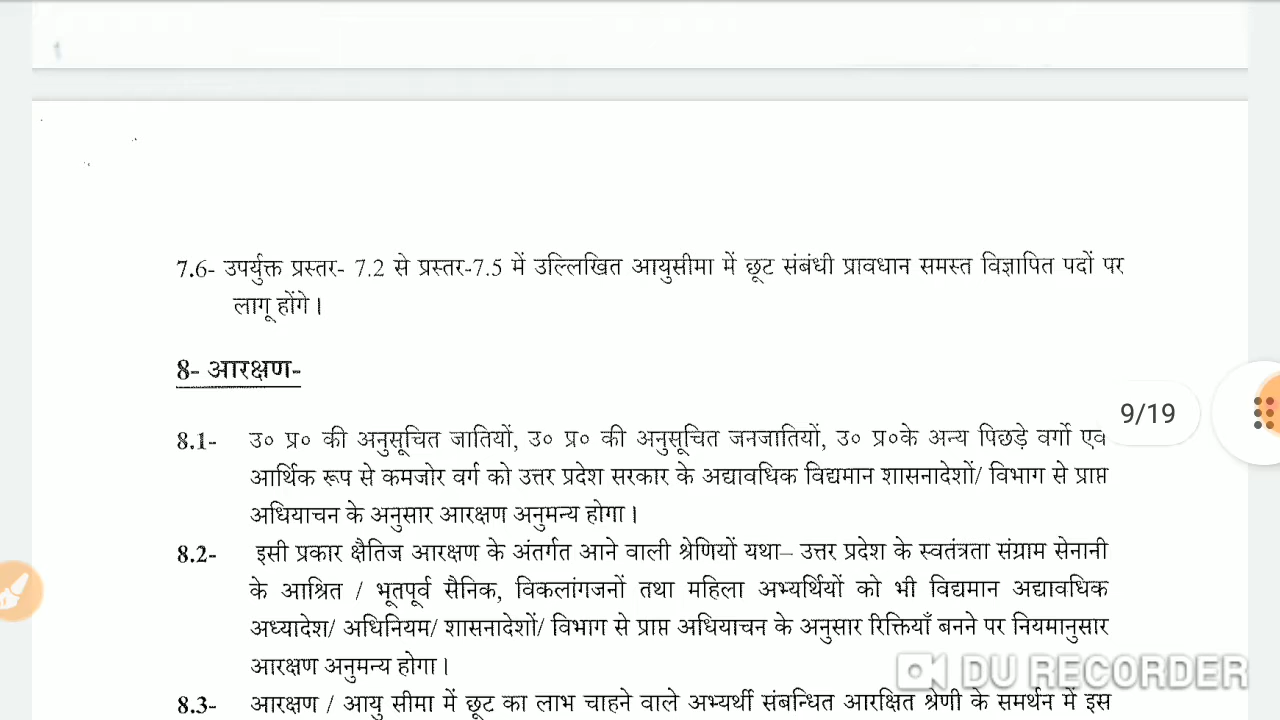 7.6- उपर्युक्त प्रस्तर- 7.2 से प्रस्तर-7.5 में उल्लिखित आयुसीमा में छूट संबंधी प्रावधान समस्त विज्ञापित पदों पर
लागू होंगे।
8- आरक्षण-
9/19
8.1- उ० प्र० की अनुसूचित जातियों, उ० प्र० की अनुसूचित जनजातियों, उ० प्र०के अन्य पिछड़े वर्गो एव
आर्थिक रूप से कमजोर वर्ग को उत्तर प्रदेश सरकार के अद्यावधिक विद्यमान शासनादेशों/ विभाग से प्राप्त
अधियाचन के अनुसार आरक्षण अनुमन्य होगा।
8.2- इसी प्रकार क्षैतिज आरक्षण के अंतर्गत आने वाली श्रेणियों यथा– उत्तर प्रदेश के स्वतंत्रता संग्राम सेनानी
के आश्रित / भूतपूर्व सैनिक, विकलांगजनों तथा महिला अभ्यर्थियों को भी विद्यमान अद्यावधिक
अध्यादेश/ अधिनियम/ शासनादेशों/ विभाग से प्राप्त अधियाचन के अनुसार रिक्तियाँ बनने पर नियमानुसार
आरक्षण अनुमन्य होगा।
DU RECORDER
8.3- आरक्षण / आयु सीमा में छूट का लाभ चाहने वाले अभ्यर्थी संबन्धित आरक्षित श्रेणी के समर्थन में इस